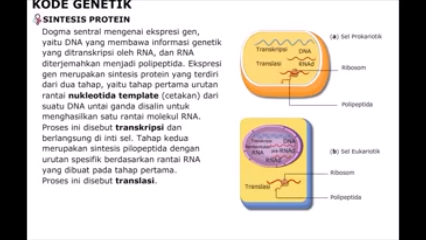 KODE GENETIK
SINTESIS PROTEIN
Dogma sentral mengenai ekspresi gen,
yaitu DNA yang membawa informasi genetik
yang ditranskripsi oleh RNA, dan RNA
diterjemahkan menjadi polipeptida. Ekspresi
gen merupakan sintesis protein yang terdiri
dari dua tahap, yaitu tahap pertama urutan
rantai nukleotida template (cetakan) dari
suatu DNA untai ganda disalin untuk
menghasilkan satu rantai molekul RNA.
Proses ini disebut transkripsi dan
berlangsung di inti sel. Tahap kedua
merupakan sintesis pilopeptida dengan
urutan spesifik berdasarkan rantai RNA
yang dibuat pada tahap pertama.
Proses ini disebut translasi.
(a) Sel Prokariotik
Transkripsi
DNA
Translasi
RNAd
Ribosom
Polipeptida
DNA
RNA
(b) Sel Eukariotik
Translasi
Ribosom
Polipeptida